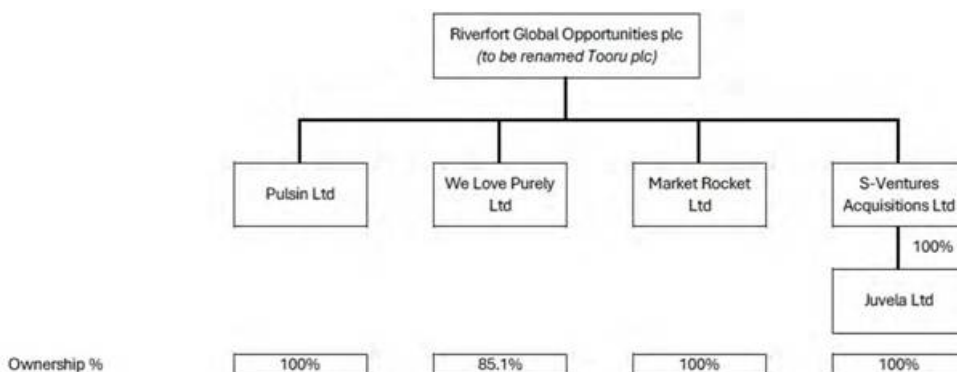 Riverfort Global Opportunities plc
(to be renamed Tooru plc)
Pulsin Ltd
We Love Purely
Ltd
Market Rocket
Ltd
S-Ventures
Acquisitions Ltd
100%
Juvela Ltd
Ownership %
100%
85.1%
100%
100%